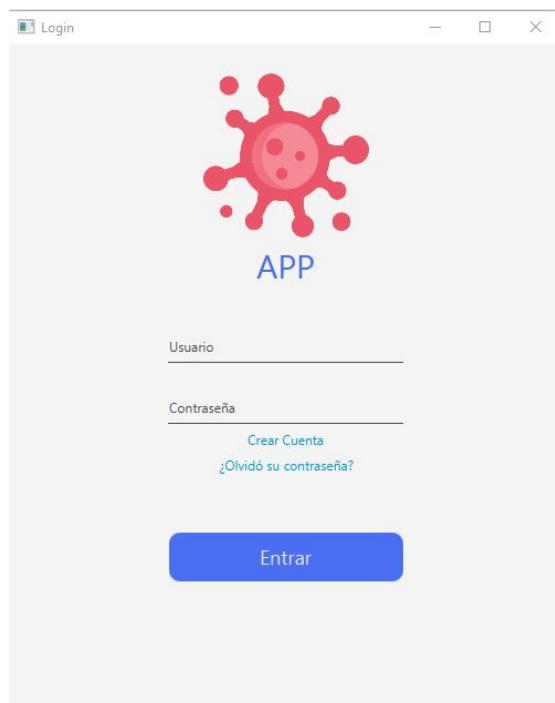 Login
APP
Usuario
Contraseña
Crear Cuenta
¿Olvidó su contraseña?
Entrar